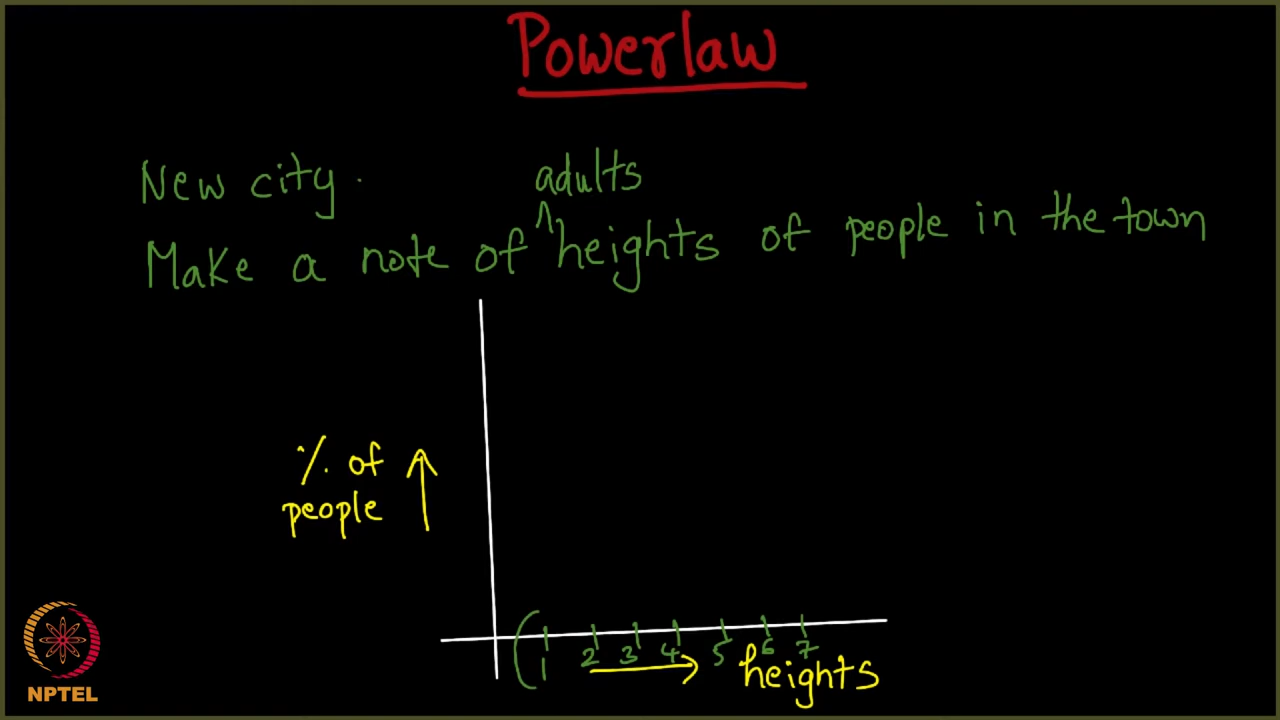 Powerlaw
New city.
adults
Make a note of ^ heights of people in the town
% of
people
( 1 2 3 4 5 6 7
heights
NPTEL